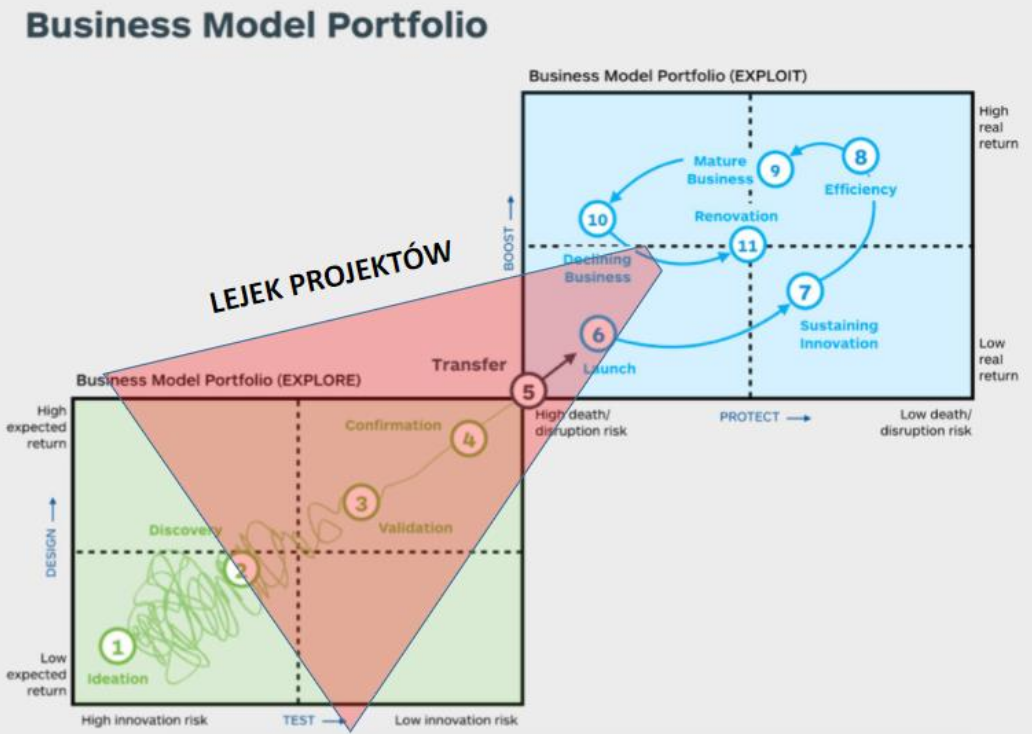 Business Model Portfolio
Business Model Portfolio (EXPLOIT)
High
real
return
Mature
Business
9
8
Efficiency
10
Renovation
11
BOOST
Declining
Business
LEJEK PROJEKTÓW
7
Sustaining
Innovation
6
Launch
Low
real
return
Transfer
5
Business Model Portfolio (EXPLORE)
High death/
disruption risk
PROTECT
Low death/
disruption risk
High
expected
return
Confirmation
4
3
Validation
Discovery
DESIGN
2
1
Ideation
Low
expected
return
High innovation risk
TEST
Low innovation risk